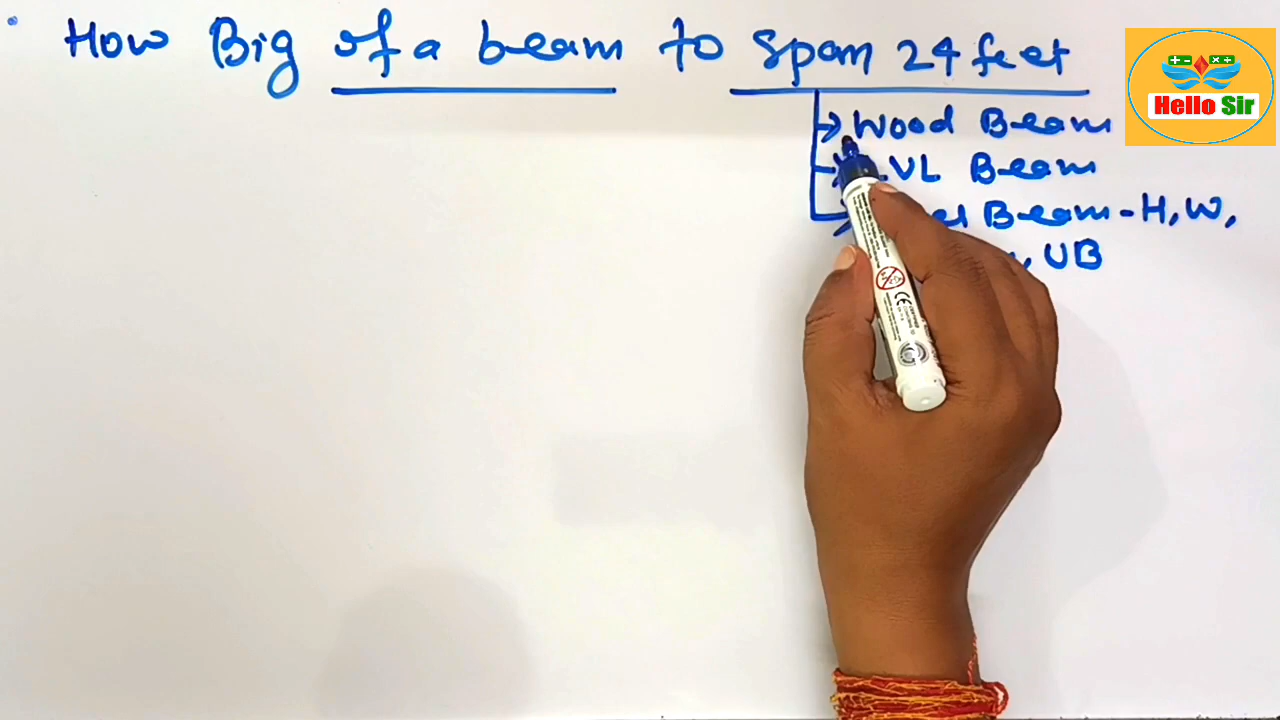 How Big of a beam to span 24 feet
+ - × +
Hello Sir
Wood Beam
VL Beam
Beam - H, W,
, UB